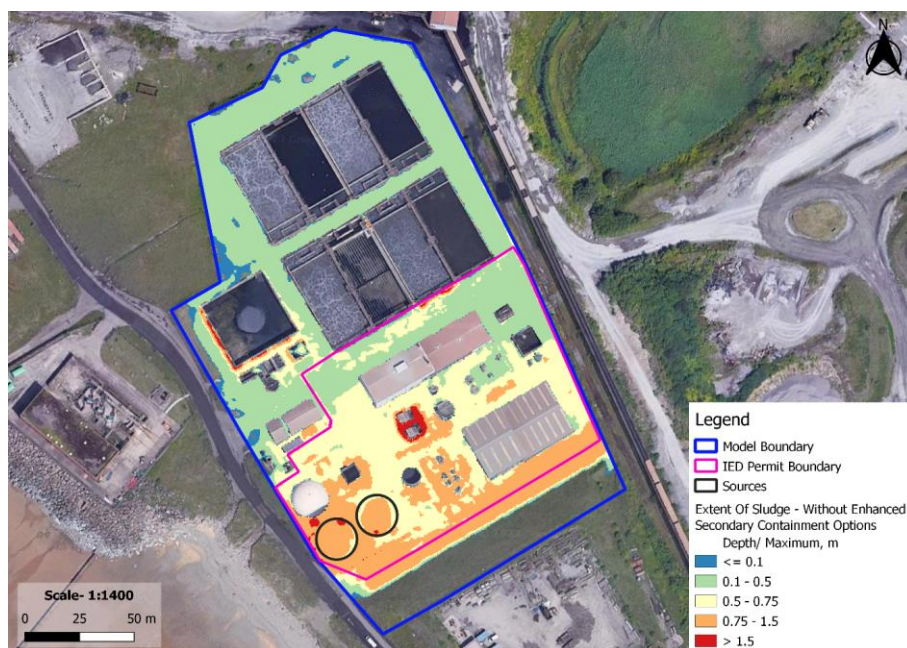 N
Legend
Model Boundary
IED Permit Boundary
Sources
Extent Of Sludge - Without Enhanced
Secondary Containment Options
Depth/ Maximum, m
<= 0.1
0.1 - 0.5
0.5 - 0.75
0.75 - 1.5
> 1.5
Scale- 1:1400
0 25 50 m